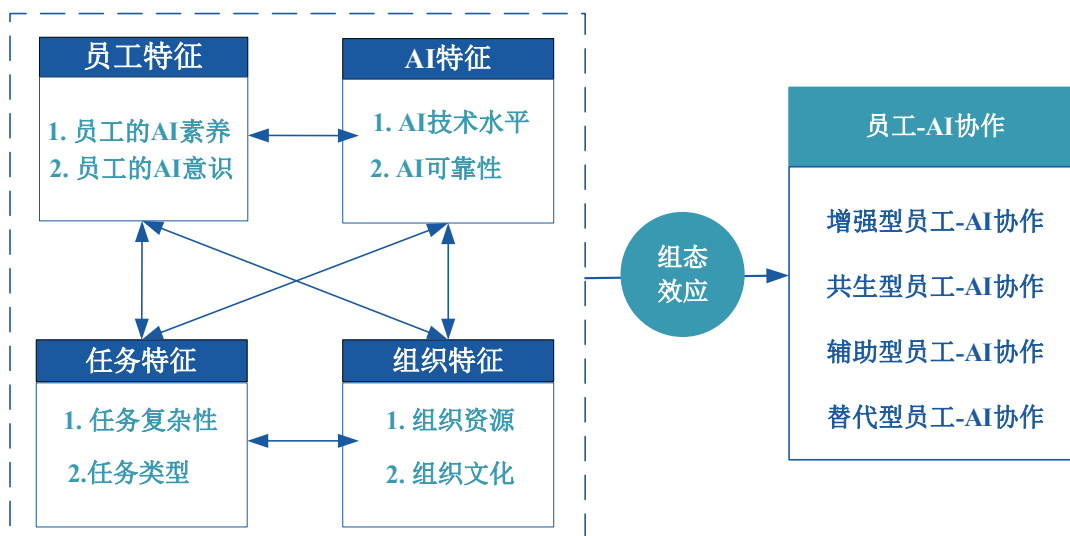 员工特征
1. 员工的AI素养
2. 员工的AI意识
AI特征
1. AI技术水平
2. AI可靠性
任务特征
1. 任务复杂性
2.任务类型
组织特征
1. 组织资源
2. 组织文化
组态
效应
员工-AI协作
增强型员工-AI协作
共生型员工-AI协作
辅助型员工-AI协作
替代型员工-AI协作